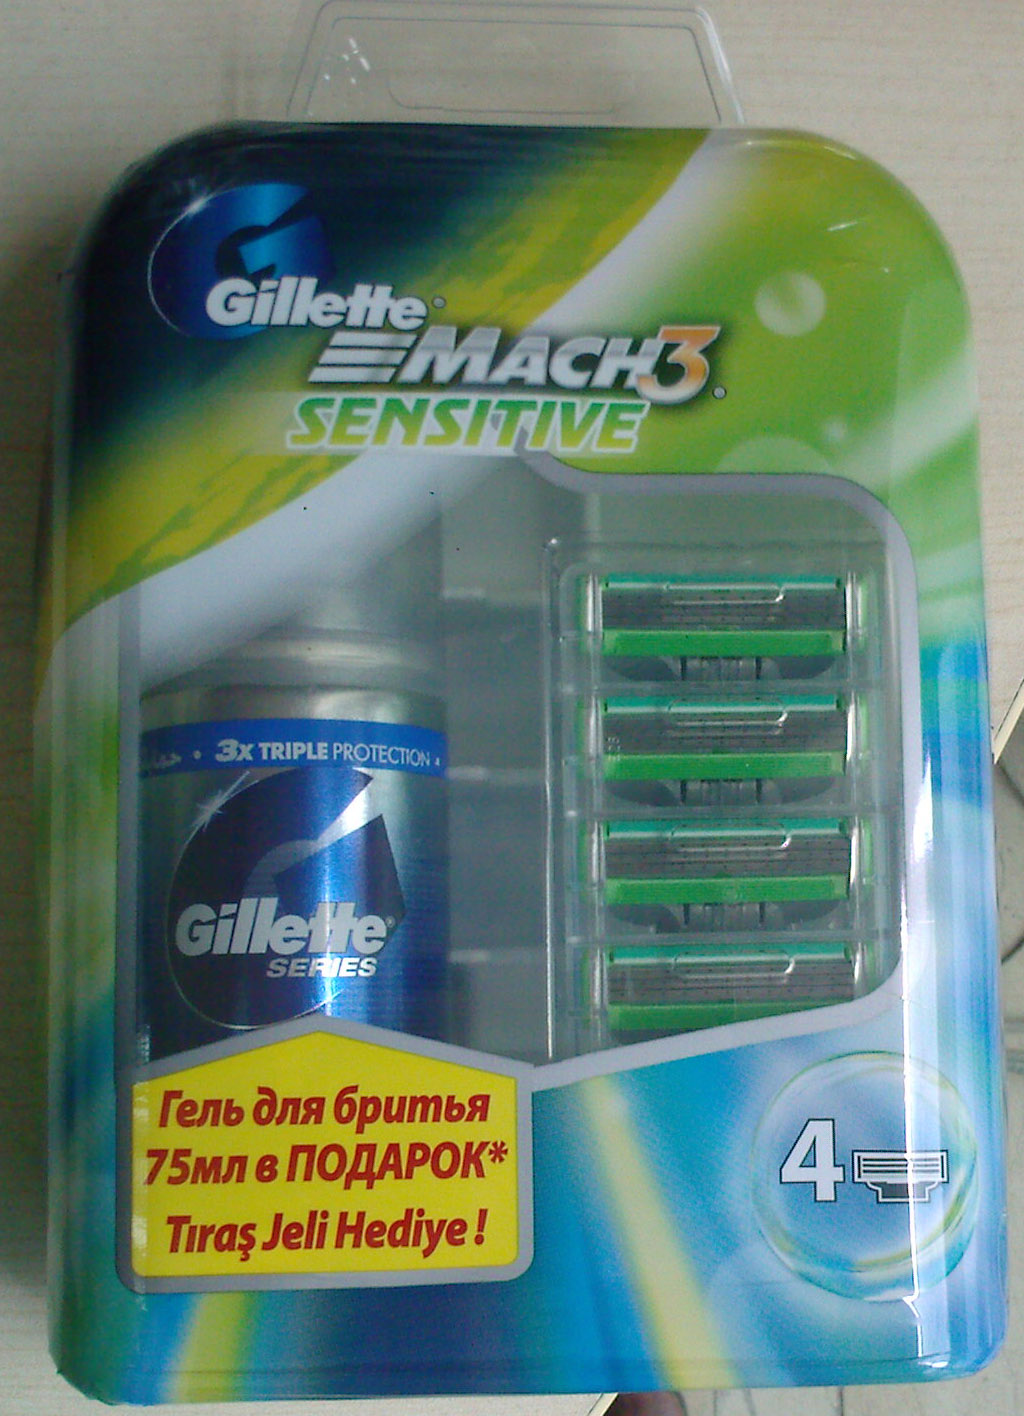 Gillette
MACH3
SENSITIVE
3x TRIPLE PROTECTION
Gillette
SERIES
Гель для бритья
75мл в ПОДАРОК*
Tıraş Jeli Hediye !
4